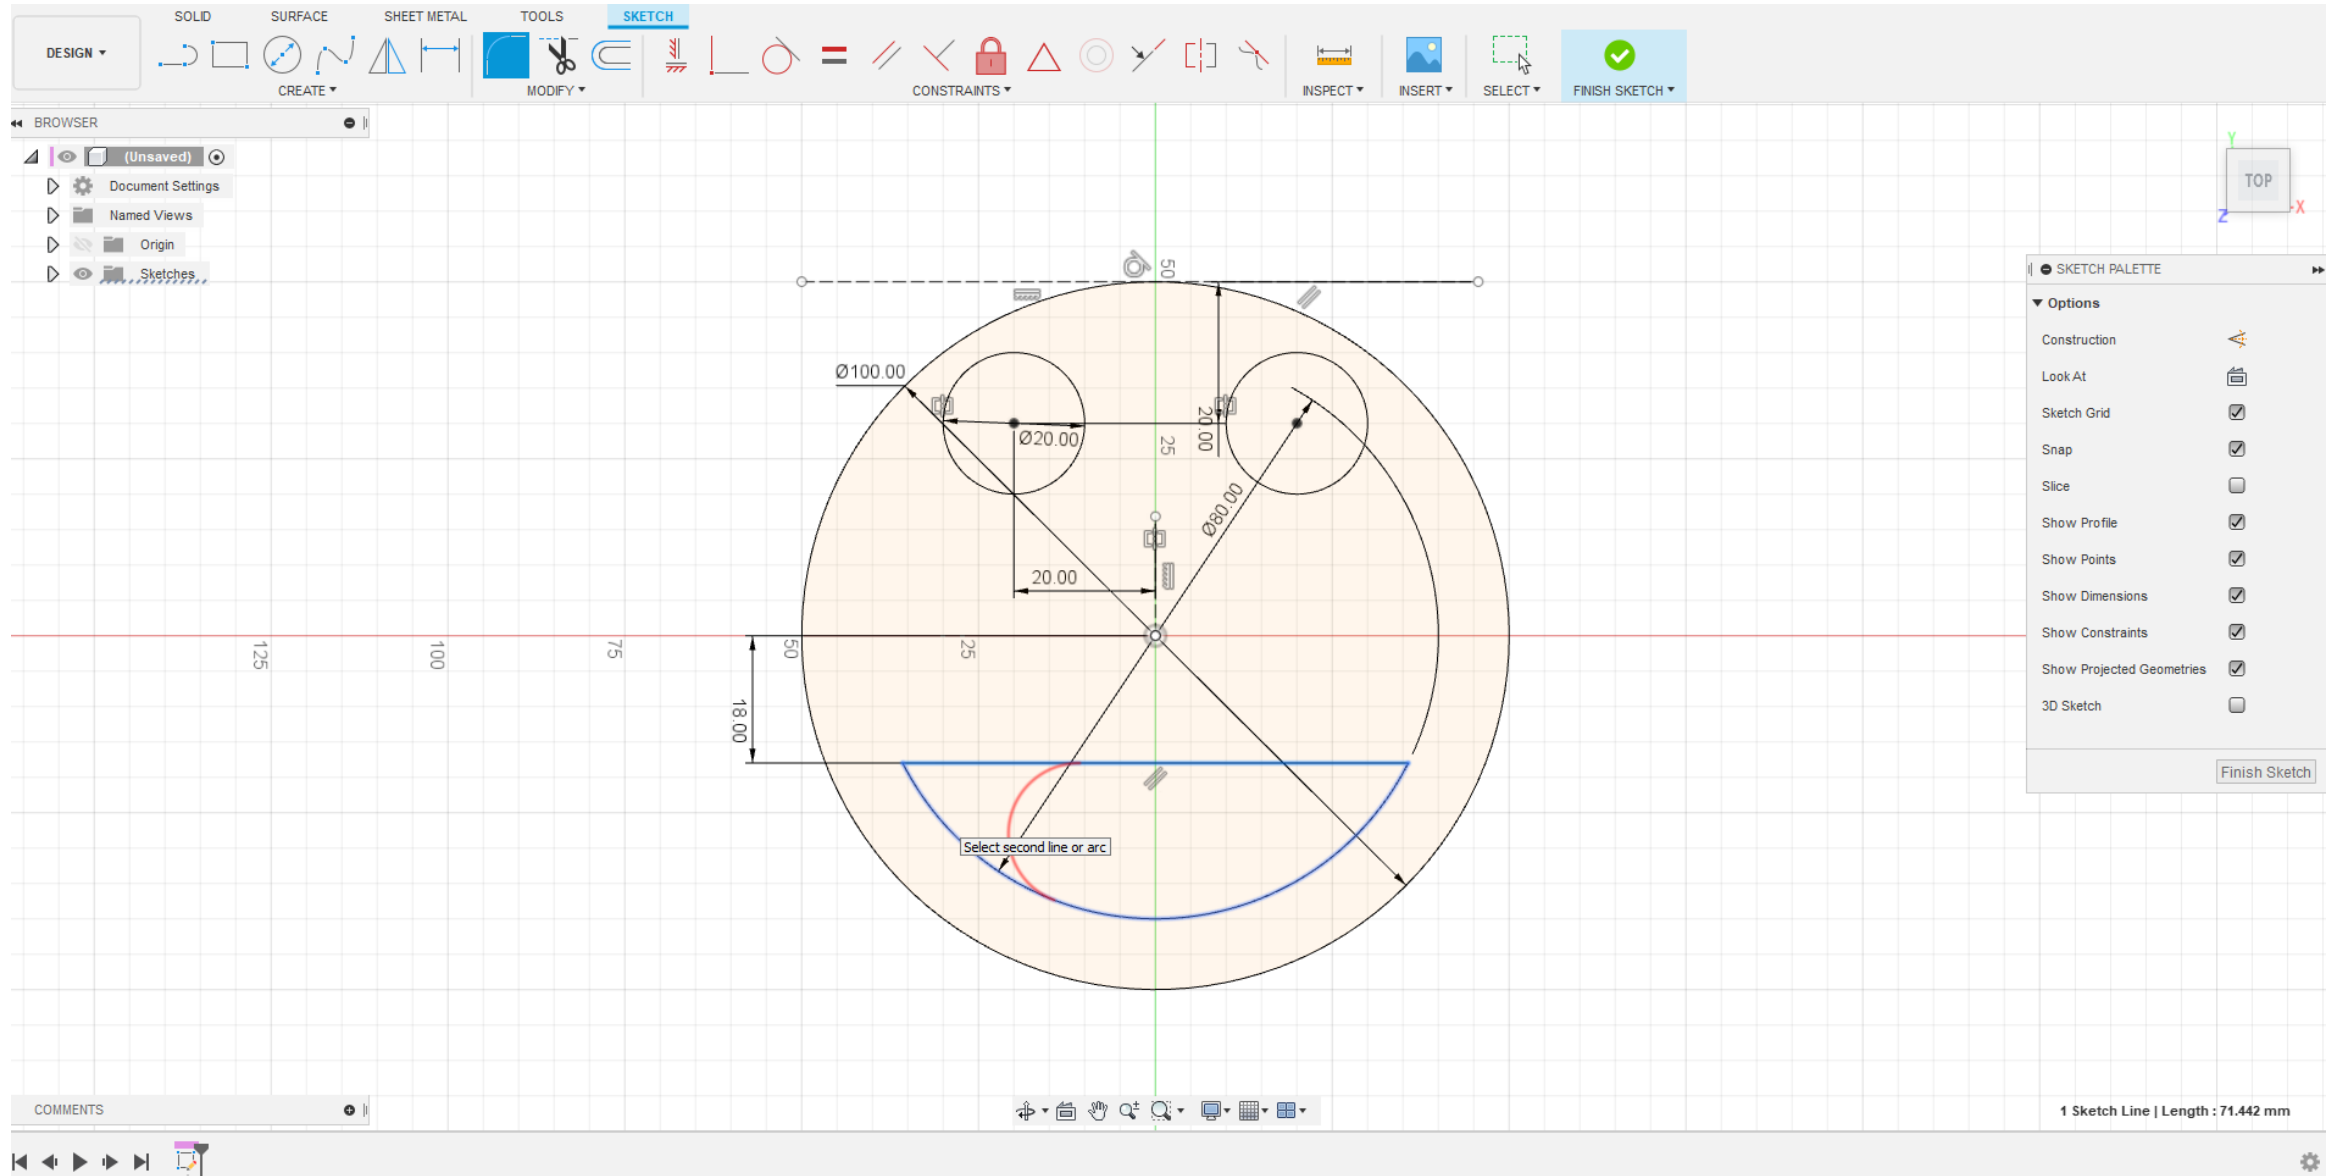 SOLID SURFACE SHEET METAL TOOLS SKETCH
DESIGN
CREATE MODIFY CONSTRAINTS INSPECT INSERT SELECT FINISH SKETCH
BROWSER
(Unsaved)
Document Settings
Named Views
Origin
Sketches
Y
TOP
X
Z
SKETCH PALETTE
Options
Construction
Look At
Sketch Grid
Snap
Slice
Show Profile
Show Points
Show Dimensions
Show Constraints
Show Projected Geometries
3D Sketch
Finish Sketch
50
Ø100.00
Ø20.00
20.00
25
Ø80.00
20.00
125 100 75 50 25
18.00
Select second line or arc
COMMENTS
1 Sketch Line | Length : 71.442 mm